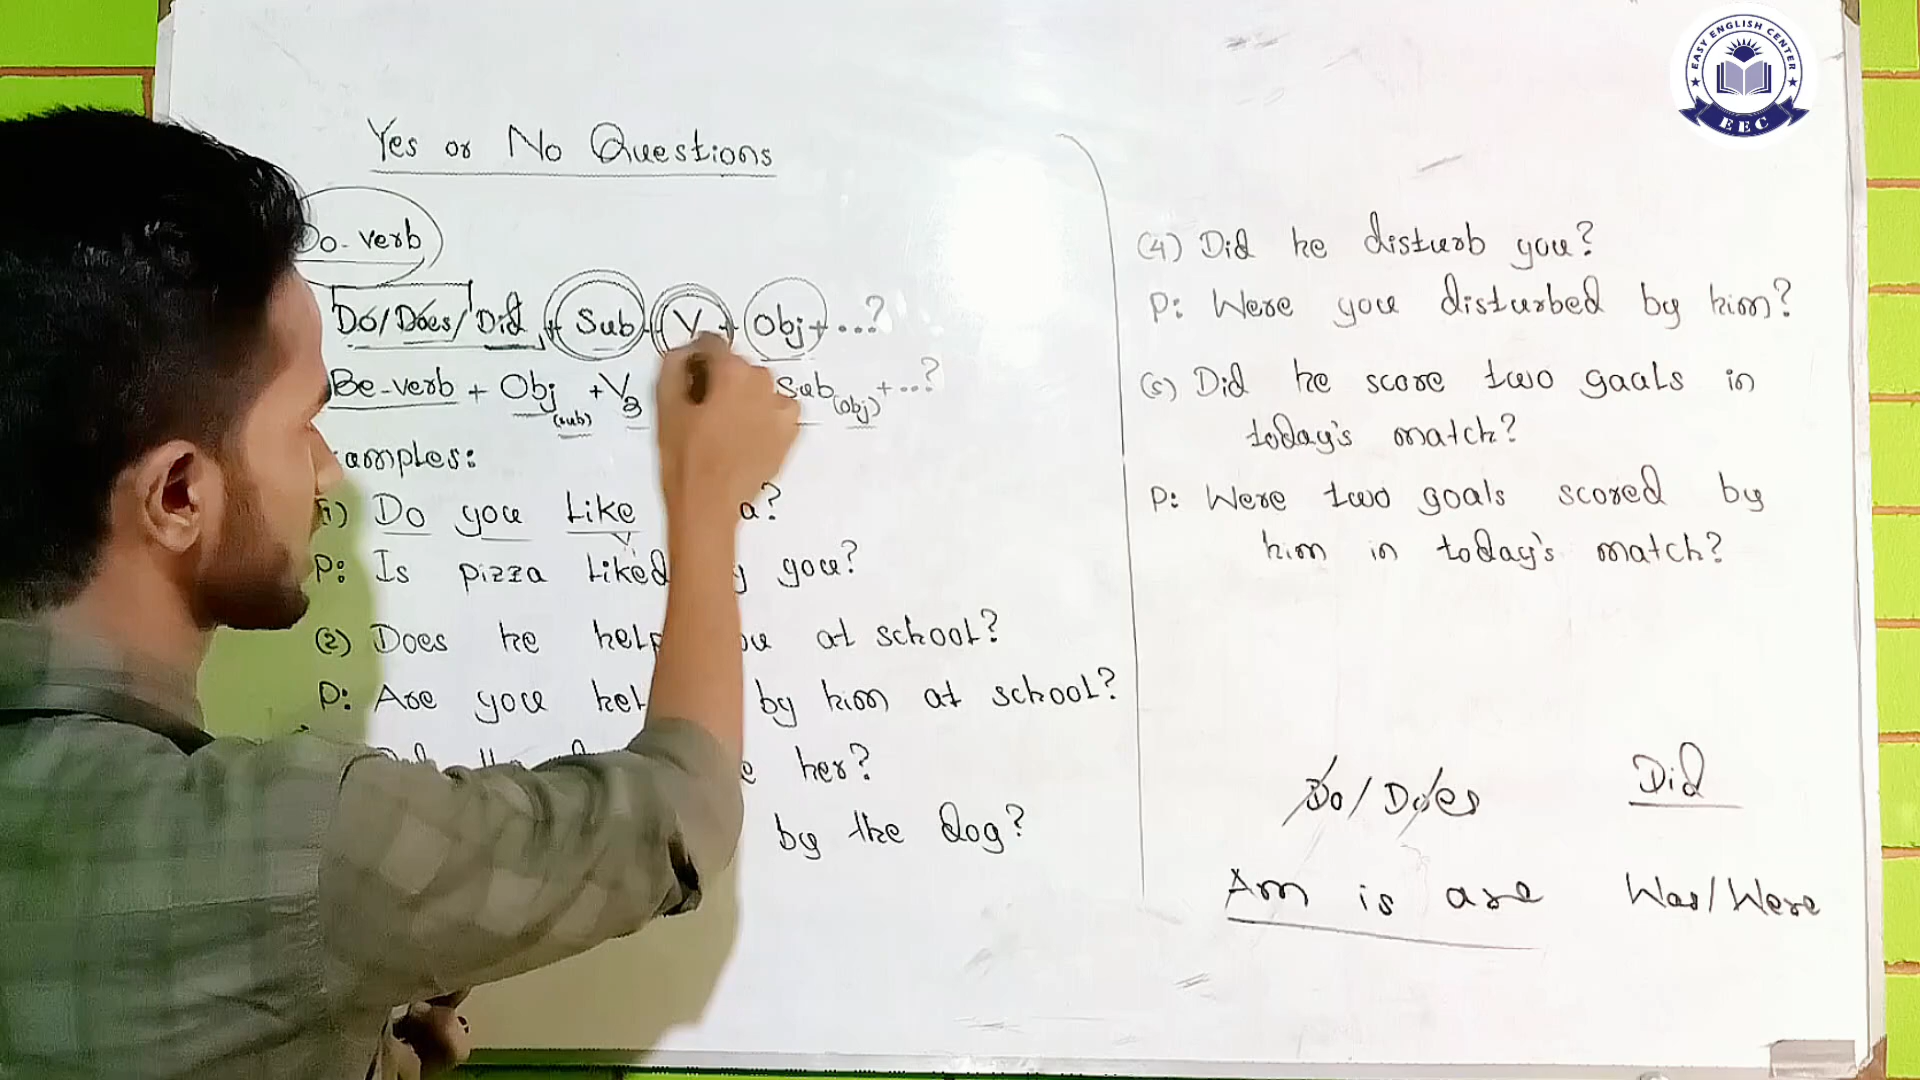 Yes or No Questions
Do-verb
Do/Does/Did + Sub + V + Obj + ...?
Be-verb + Obj (sub) + V3 Sub (obj) + ...?
amples:
(1) Do you like a?
V
P: Is pizza liked y you?
(2) Does he help ou at school?
P: Are you hel by him at school?
e her?
by the dog?
(4) Did he disturb you?
P: Were you disturbed by him?
(5) Did he score two goals in
today's match?
P: Were two goals scored by
him in today's match?
Do/Does Did
Am is are Was/Were
EASY ENGLISH CENTER
EEC